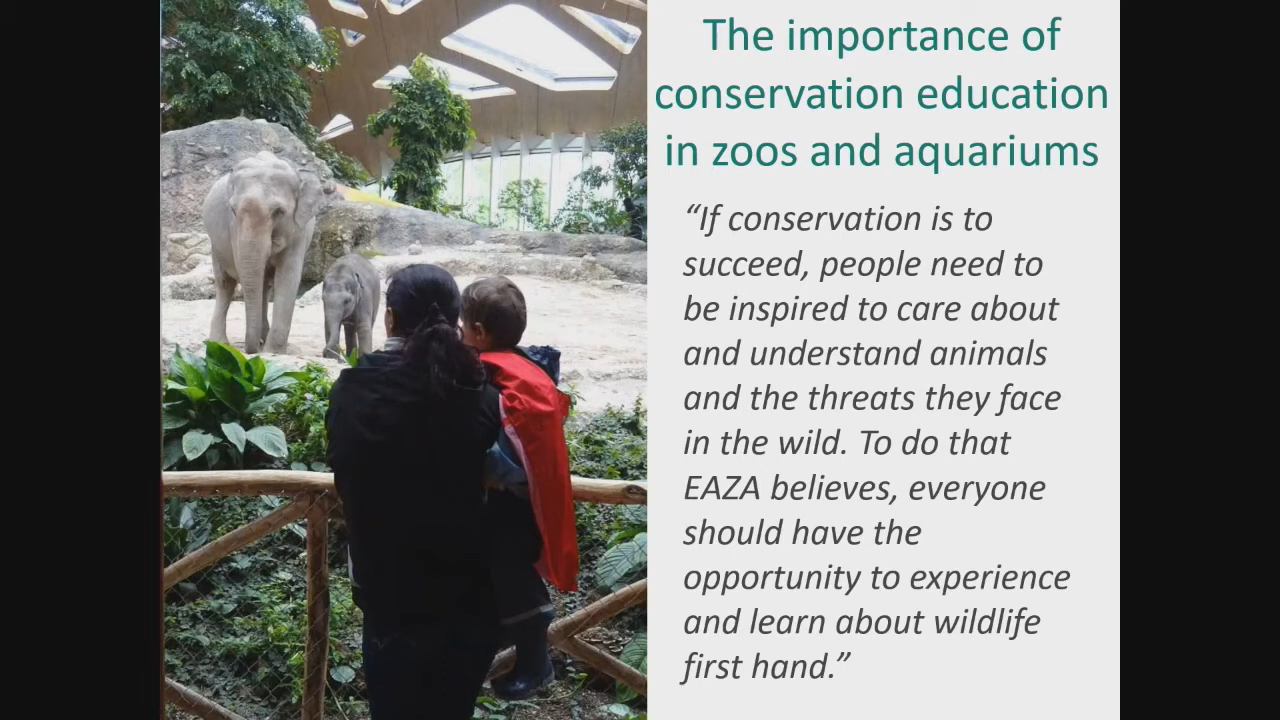 The importance of
conservation education
in zoos and aquariums
“If conservation is to
succeed, people need to
be inspired to care about
and understand animals
and the threats they face
in the wild. To do that
EAZA believes, everyone
should have the
opportunity to experience
and learn about wildlife
first hand.”